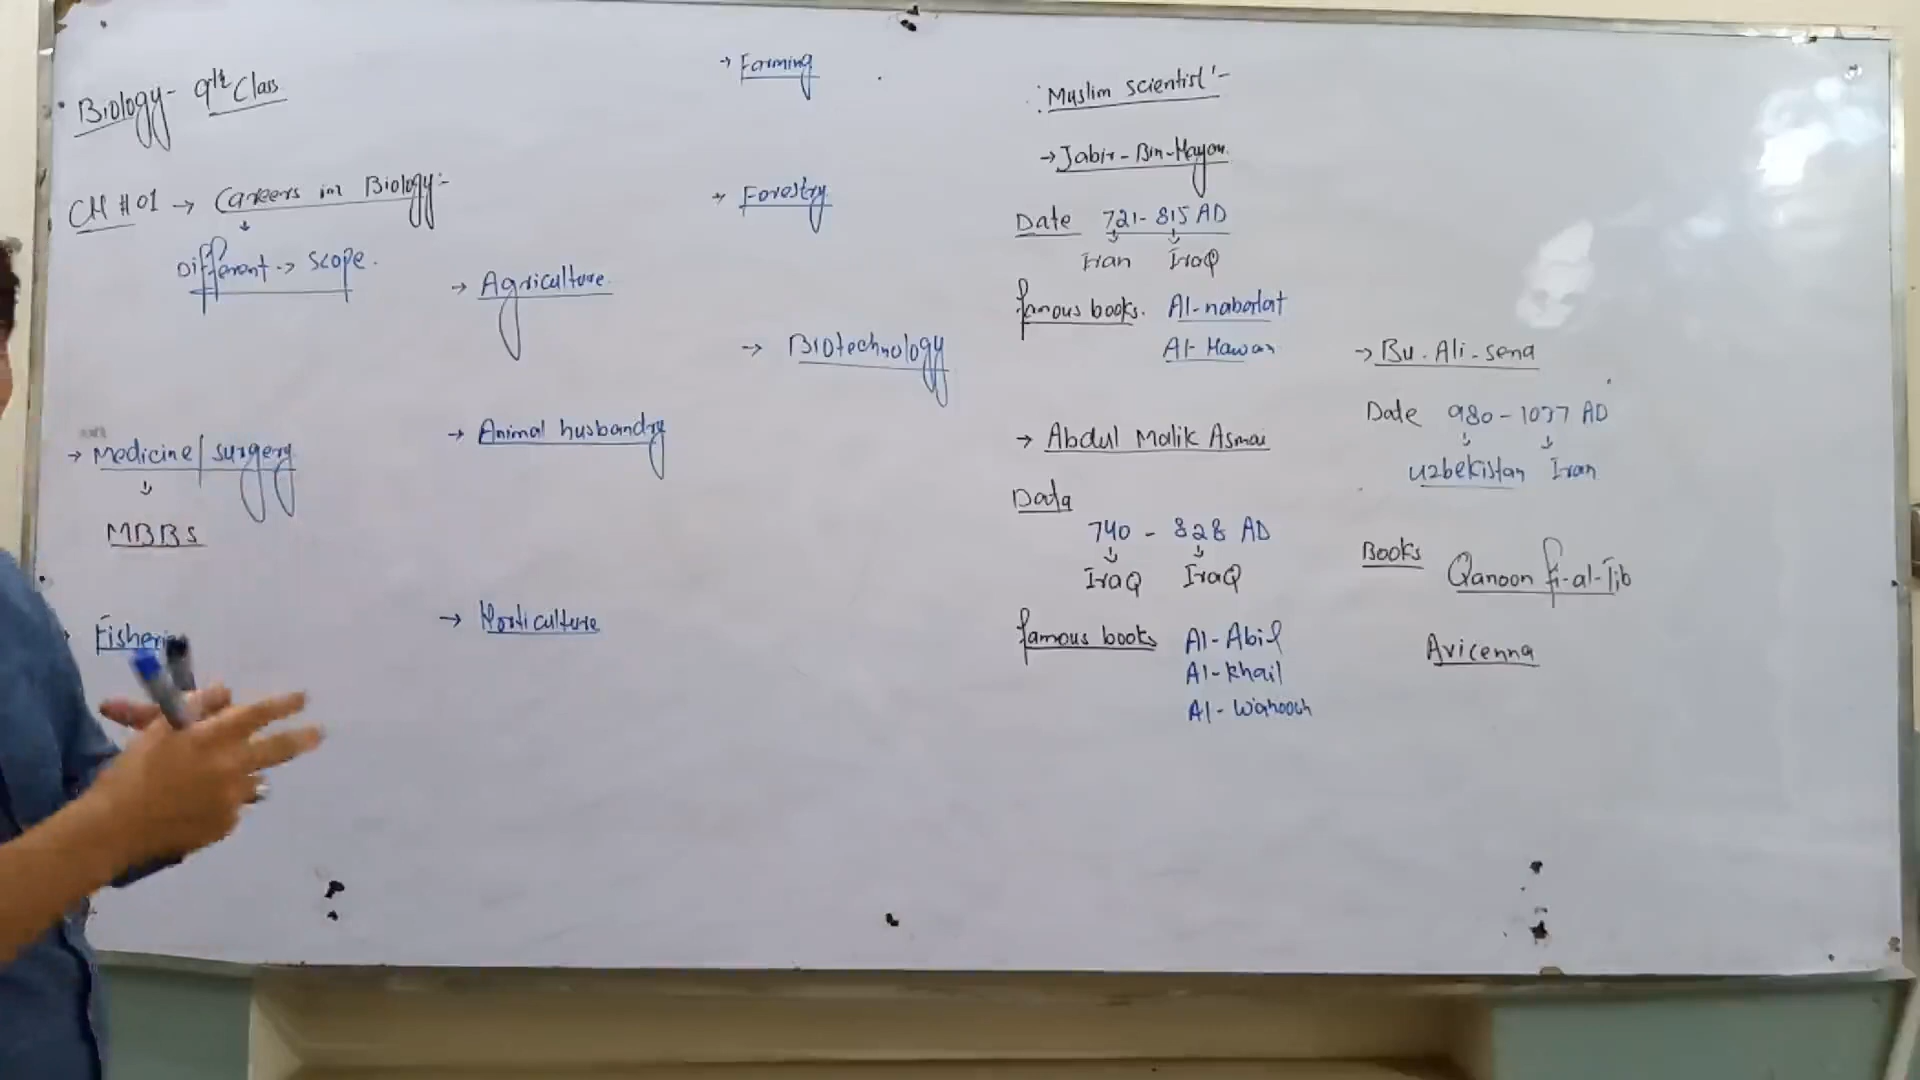 Biology- 9th Class
CH # 01 → Careers in Biology:-
Different → scope.
→ Medicine/surgery
MBBS
Fisheri
→ Agriculture.
→ Animal husbandry
→ Horticulture
→ Farming
→ Forestry
→ Biotechnology
Muslim scientist:-
→ Jabir-Bin-Hayan.
Date 721-815 AD
Iran IraQ
famous books. Al-nabatat
Al-Hawan
→ Abdul Malik Asmai
Data
740 - 828 AD
IraQ IraQ
famous books Al-Abil
Al-khail
Al-Wahoosh
→ Bu-Ali-sena
Date 980-1037 AD
uzbekistan Iran
Books Qanoon fi-al-Tib
Avicenna